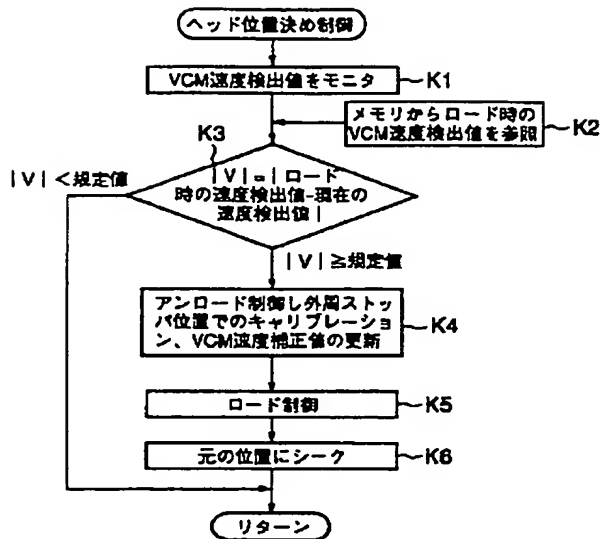 ヘッド位置決め制御
VCM速度検出値をモニタ
K1
メモリからロード時の
VCM速度検出値を参照
K2
K3
|V|=|ロード
時の速度検出値-現在の
速度検出値|
|V|<規定値
|V|≧規定値
アンロード制御し外周ストッ
パ位置でのキャリブレーショ
ン、VCM速度補正値の更新
K4
ロード制御
K5
元の位置にシーク
K6
リターン